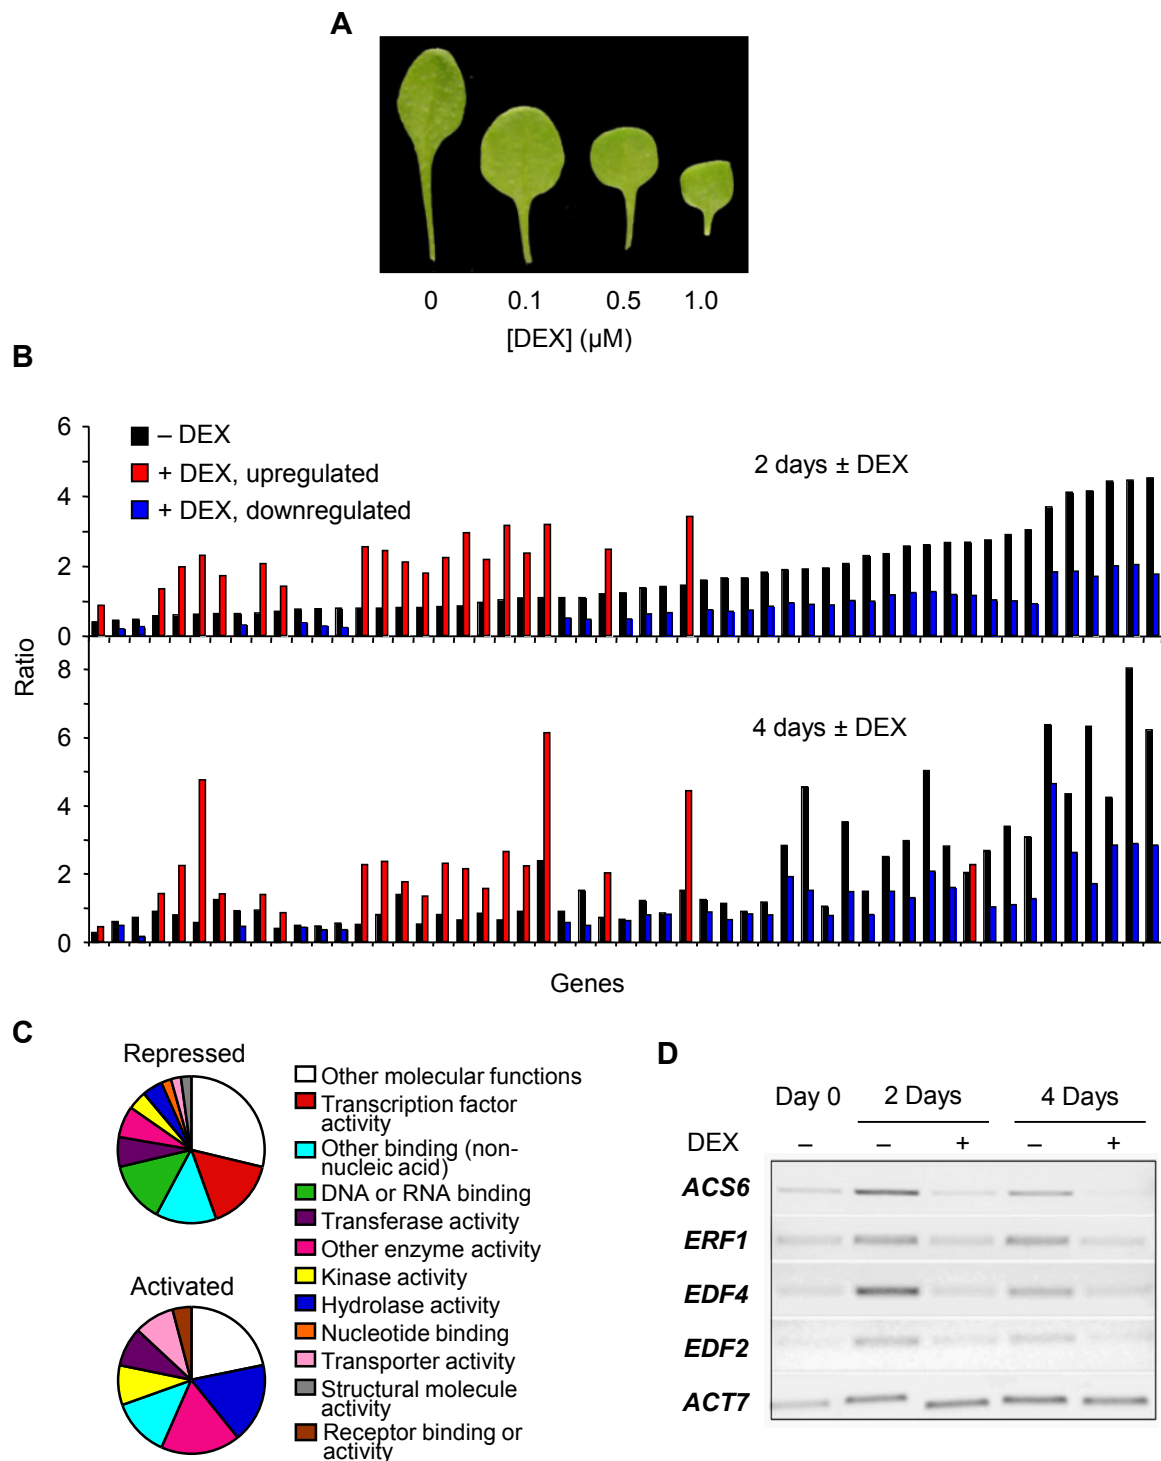 A
0 0.1 0.5 1.0
[DEX] (µM)
B
6
4
2
0
– DEX
+ DEX, upregulated
+ DEX, downregulated
2 days ± DEX
Ratio
8
6
4
2
0
4 days ± DEX
Genes
C
Repressed
Activated
Other molecular functions
Transcription factor
activity
Other binding (non-
nucleic acid)
DNA or RNA binding
Transferase activity
Other enzyme activity
Kinase activity
Hydrolase activity
Nucleotide binding
Transporter activity
Structural molecule
activity
Receptor binding or
activity
D
Day 0 2 Days 4 Days
DEX – – + – +
ACS6
ERF1
EDF4
EDF2
ACT7